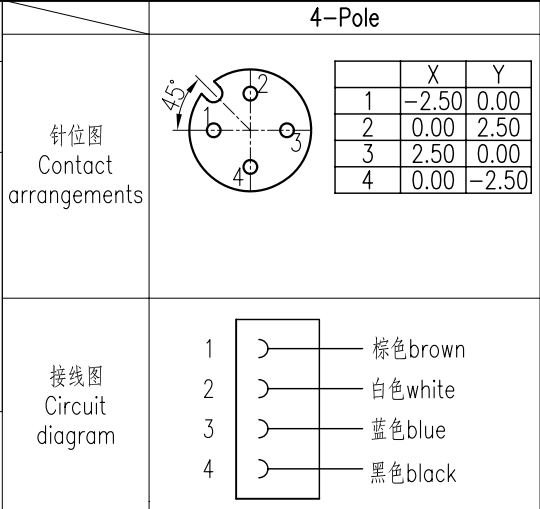 4-Pole
针位图
Contact
arrangements
45°
1
2
3
4
X Y
1 -2.50 0.00
2 0.00 2.50
3 2.50 0.00
4 0.00 -2.50
接线图
Circuit
diagram
1 棕色brown
2 白色white
3 蓝色blue
4 黑色black